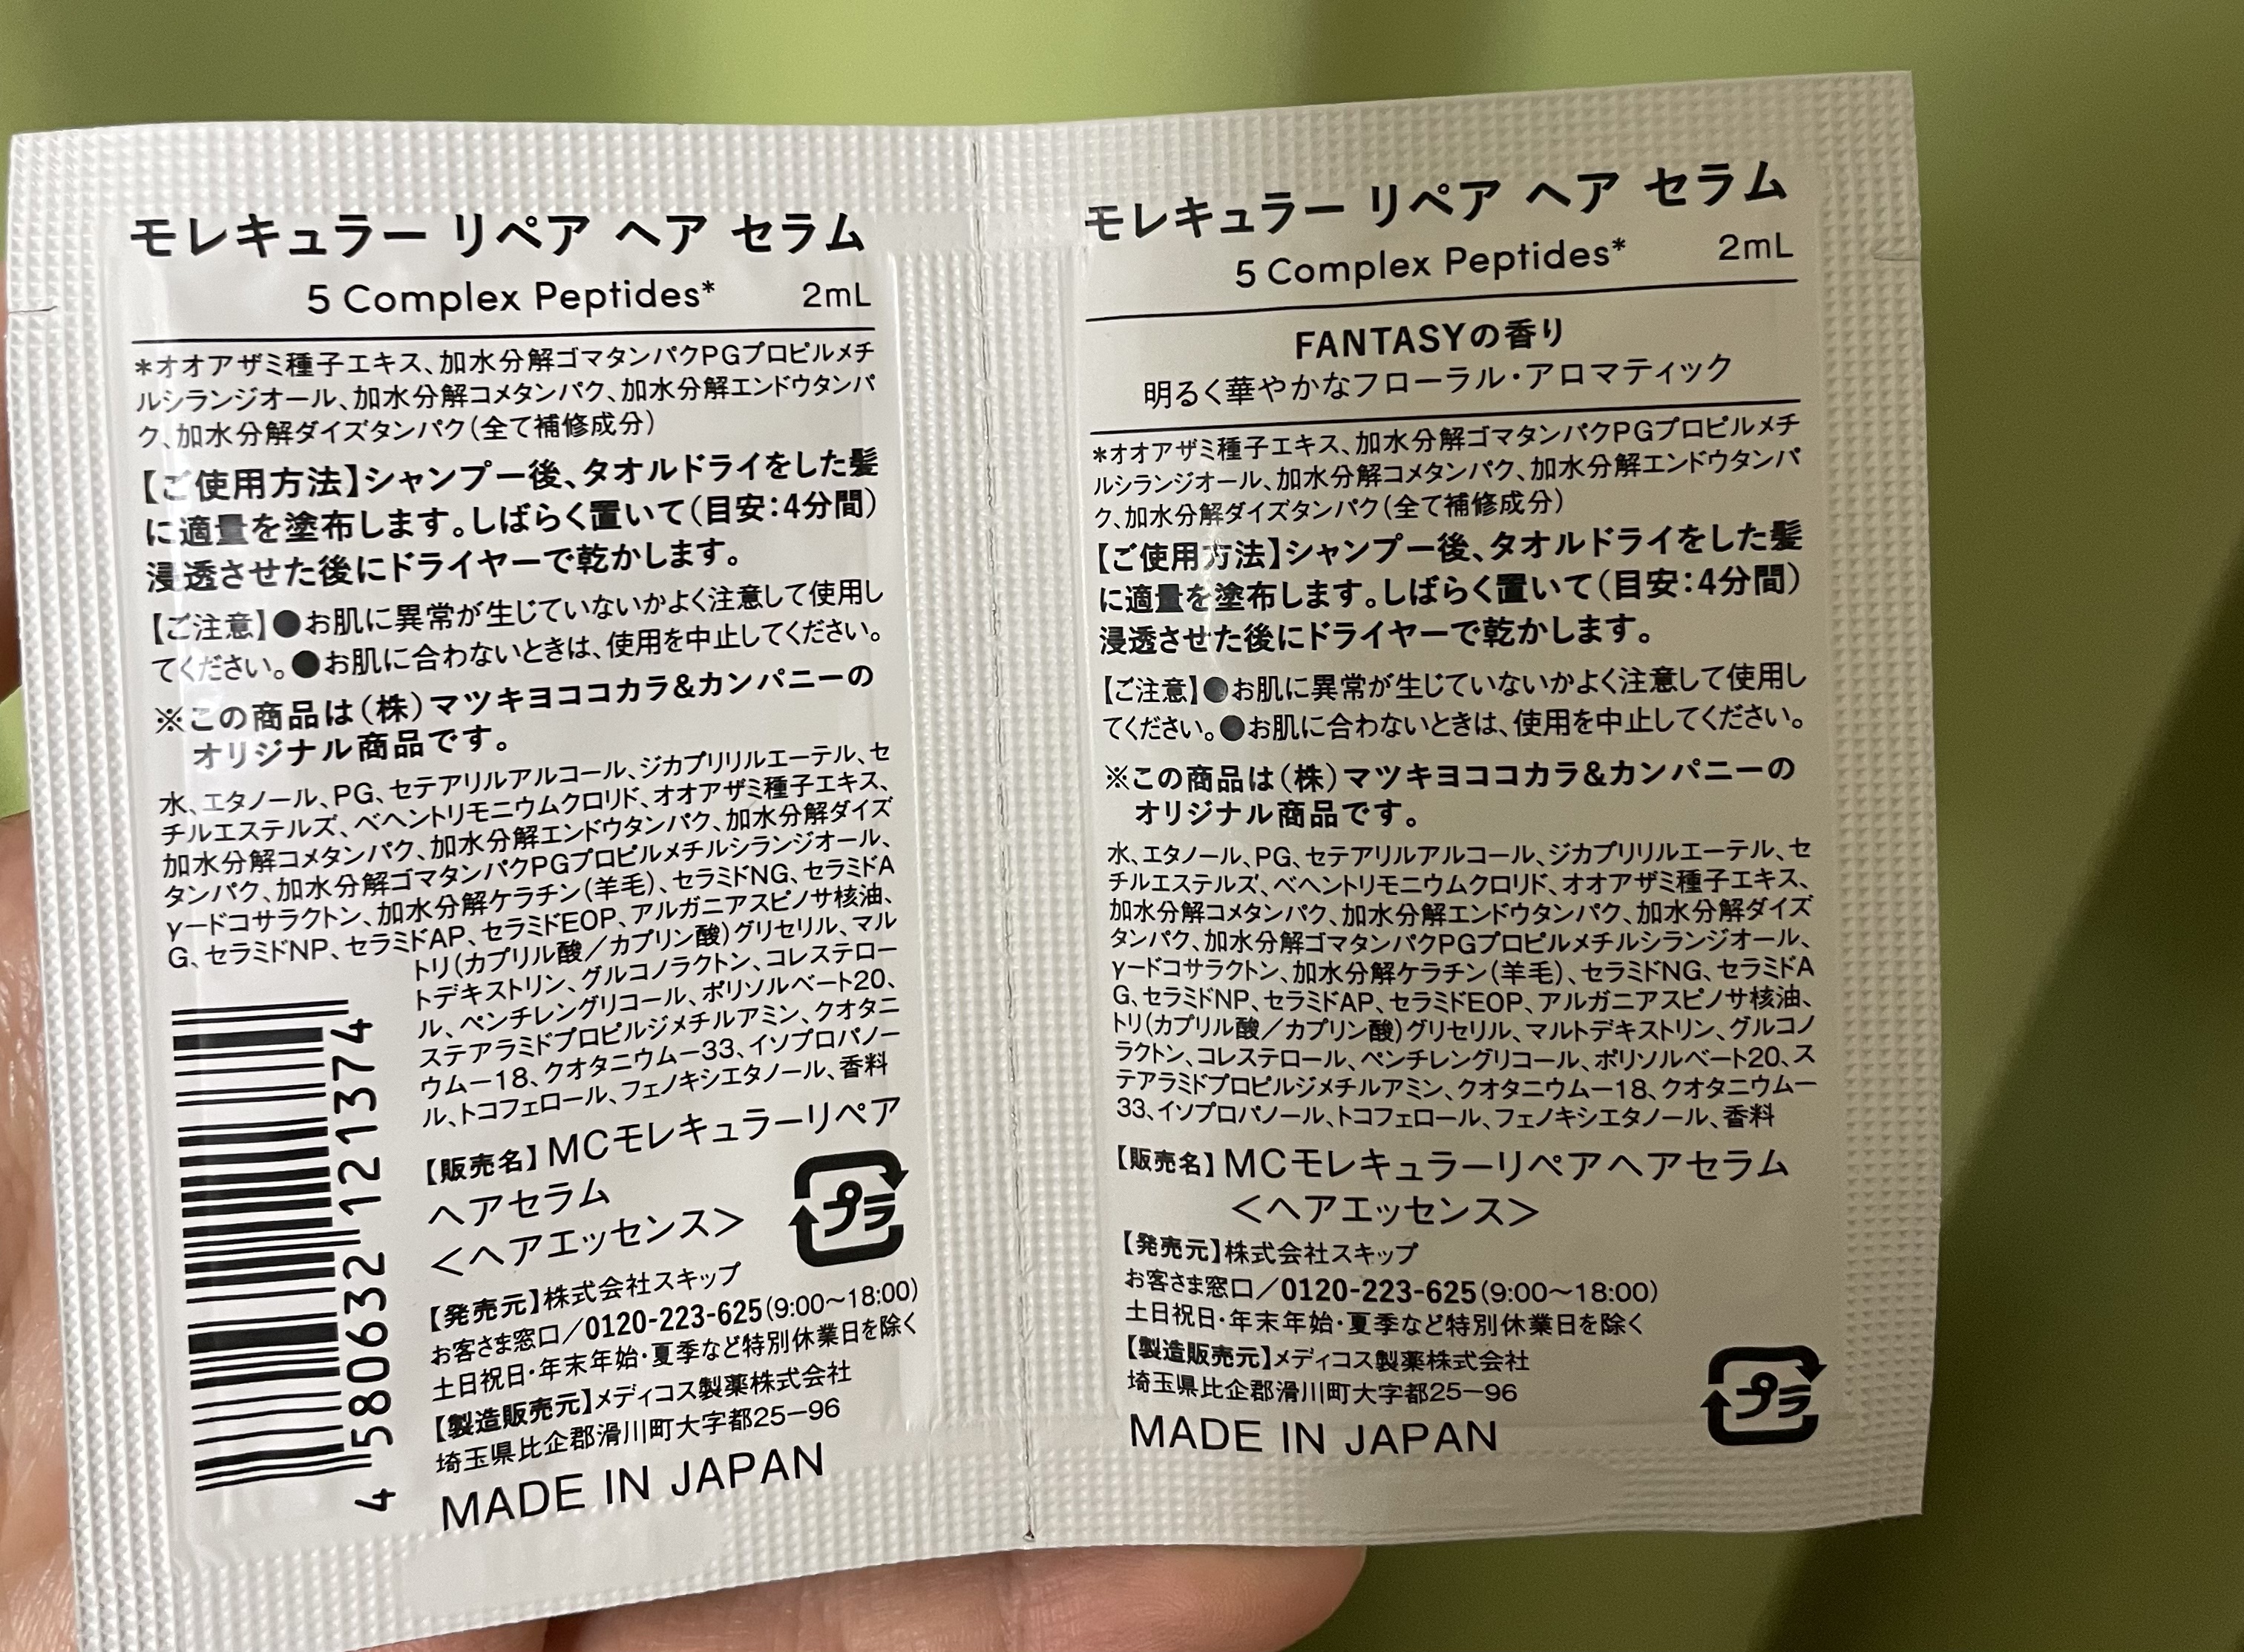 モレキュラー リペア ヘア セラム
5 Complex Peptides* 2mL
*オオアザミ種子エキス、加水分解ゴマタンパクPGプロピルメチ
ルシランジオール、加水分解コメタンパク、加水分解エンドウタンパ
ク、加水分解ダイズタンパク(全て補修成分)
【ご使用方法】シャンプー後、タオルドライをした髪
に適量を塗布します。しばらく置いて(目安:4分間)
浸透させた後にドライヤーで乾かします。
【ご注意】●お肌に異常が生じていないかよく注意して使用し
てください。●お肌に合わないときは、使用を中止してください。
※この商品は(株)マツキヨココカラ&カンパニーの
オリジナル商品です。
水、エタノール、PG、セテアリルアルコール、ジカプリリルエーテル、セ
チルエステルズ、ベヘントリモニウムクロリド、オオアザミ種子エキス、
加水分解コメタンパク、加水分解エンドウタンパク、加水分解ダイズ
タンパク、加水分解ゴマタンパクPGプロピルメチルシランジオール、
γードコサラクトン、加水分解ケラチン(羊毛)、セラミドNG、セラミドA
G、セラミドNP、セラミドAP、セラミドEOP、アルガニアスピノサ核油、
トリ(カプリル酸/カプリン酸)グリセリル、マル
トデキストリン、グルコノラクトン、コレステロー
ル、ペンチレングリコール、ポリソルベート20、
ステアラミドプロピルジメチルアミン、クオタニ
ウムー18、クオタニウムー33、イソプロパノー
ル、トコフェロール、フェノキシエタノール、香料
【販売名】MCモレキュラーリペア
ヘアセラム
<ヘアエッセンス>
プラ
【発売元】株式会社スキップ
お客さま窓口/0120-223-625(9:00〜18:00)
土日祝日・年末年始・夏季など特別休業日を除く
【製造販売元】メディコス製薬株式会社
埼玉県比企郡滑川町大字都25ー96
MADE IN JAPAN
4 580632 121374
モレキュラー リペア ヘア セラム
5 Complex Peptides* 2mL
FANTASYの香り
明るく華やかなフローラル・アロマティック
*オオアザミ種子エキス、加水分解ゴマタンパクPGプロピルメチ
ルシランジオール、加水分解コメタンパク、加水分解エンドウタンパ
ク、加水分解ダイズタンパク(全て補修成分)
【ご使用方法】シャンプー後、タオルドライをした髪
に適量を塗布します。しばらく置いて(目安:4分間)
浸透させた後にドライヤーで乾かします。
【ご注意】●お肌に異常が生じていないかよく注意して使用し
てください。●お肌に合わないときは、使用を中止してください。
※この商品は(株)マツキヨココカラ&カンパニーの
オリジナル商品です。
水、エタノール、PG、セテアリルアルコール、ジカプリリルエーテル、セ
チルエステルズ、ベヘントリモニウムクロリド、オオアザミ種子エキス、
加水分解コメタンパク、加水分解エンドウタンパク、加水分解ダイズ
タンパク、加水分解ゴマタンパクPGプロピルメチルシランジオール、
γードコサラクトン、加水分解ケラチン(羊毛)、セラミドNG、セラミドA
G、セラミドNP、セラミドAP、セラミドEOP、アルガニアスピノサ核油、
トリ(カプリル酸/カプリン酸)グリセリル、マルトデキストリン、グルコノ
ラクトン、コレステロール、ペンチレングリコール、ポリソルベート20、ス
テアラミドプロピルジメチルアミン、クオタニウムー18、クオタニウムー
33、イソプロパノール、トコフェロール、フェノキシエタノール、香料
【販売名】MCモレキュラーリペアヘアセラム
<ヘアエッセンス>
【発売元】株式会社スキップ
お客さま窓口/0120-223-625(9:00〜18:00)
土日祝日・年末年始・夏季など特別休業日を除く
【製造販売元】メディコス製薬株式会社
埼玉県比企郡滑川町大字都25ー96
MADE IN JAPAN
プラ